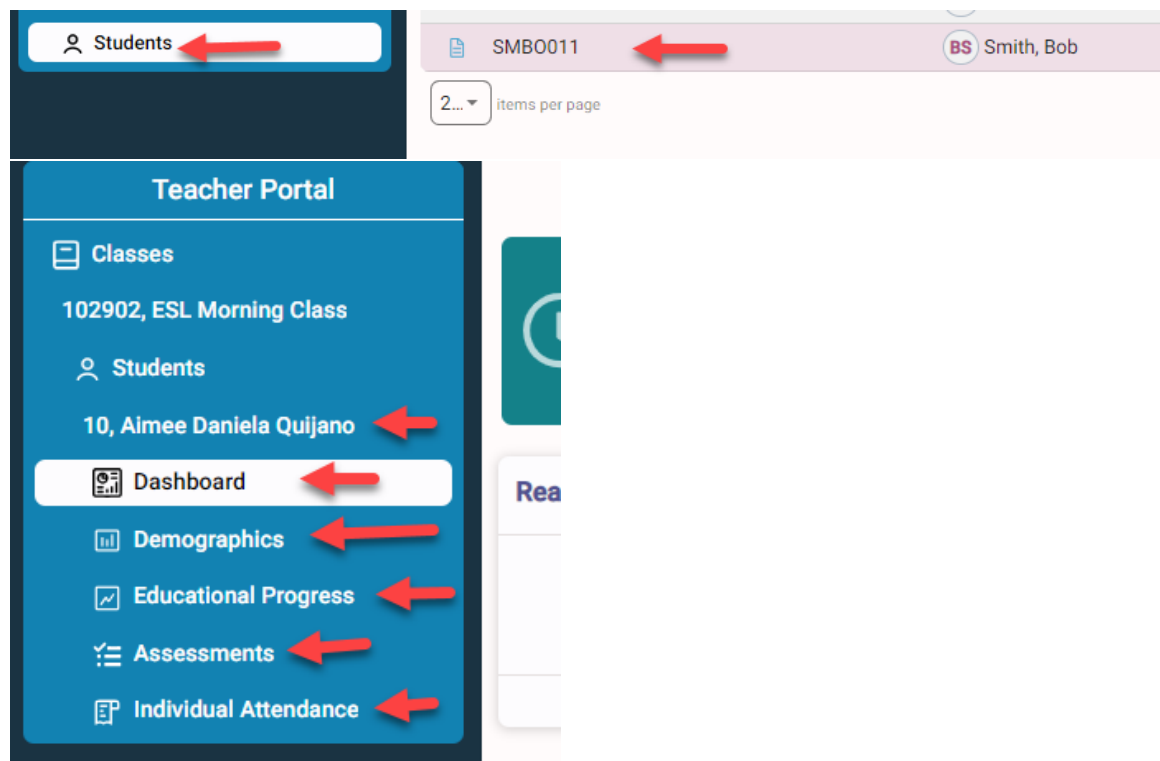 Students
SMBO011
BS Smith, Bob
2... items per page
Teacher Portal
Classes
102902, ESL Morning Class
Students
10, Aimee Daniela Quijano
Dashboard
Rea
Demographics
Educational Progress
Assessments
Individual Attendance